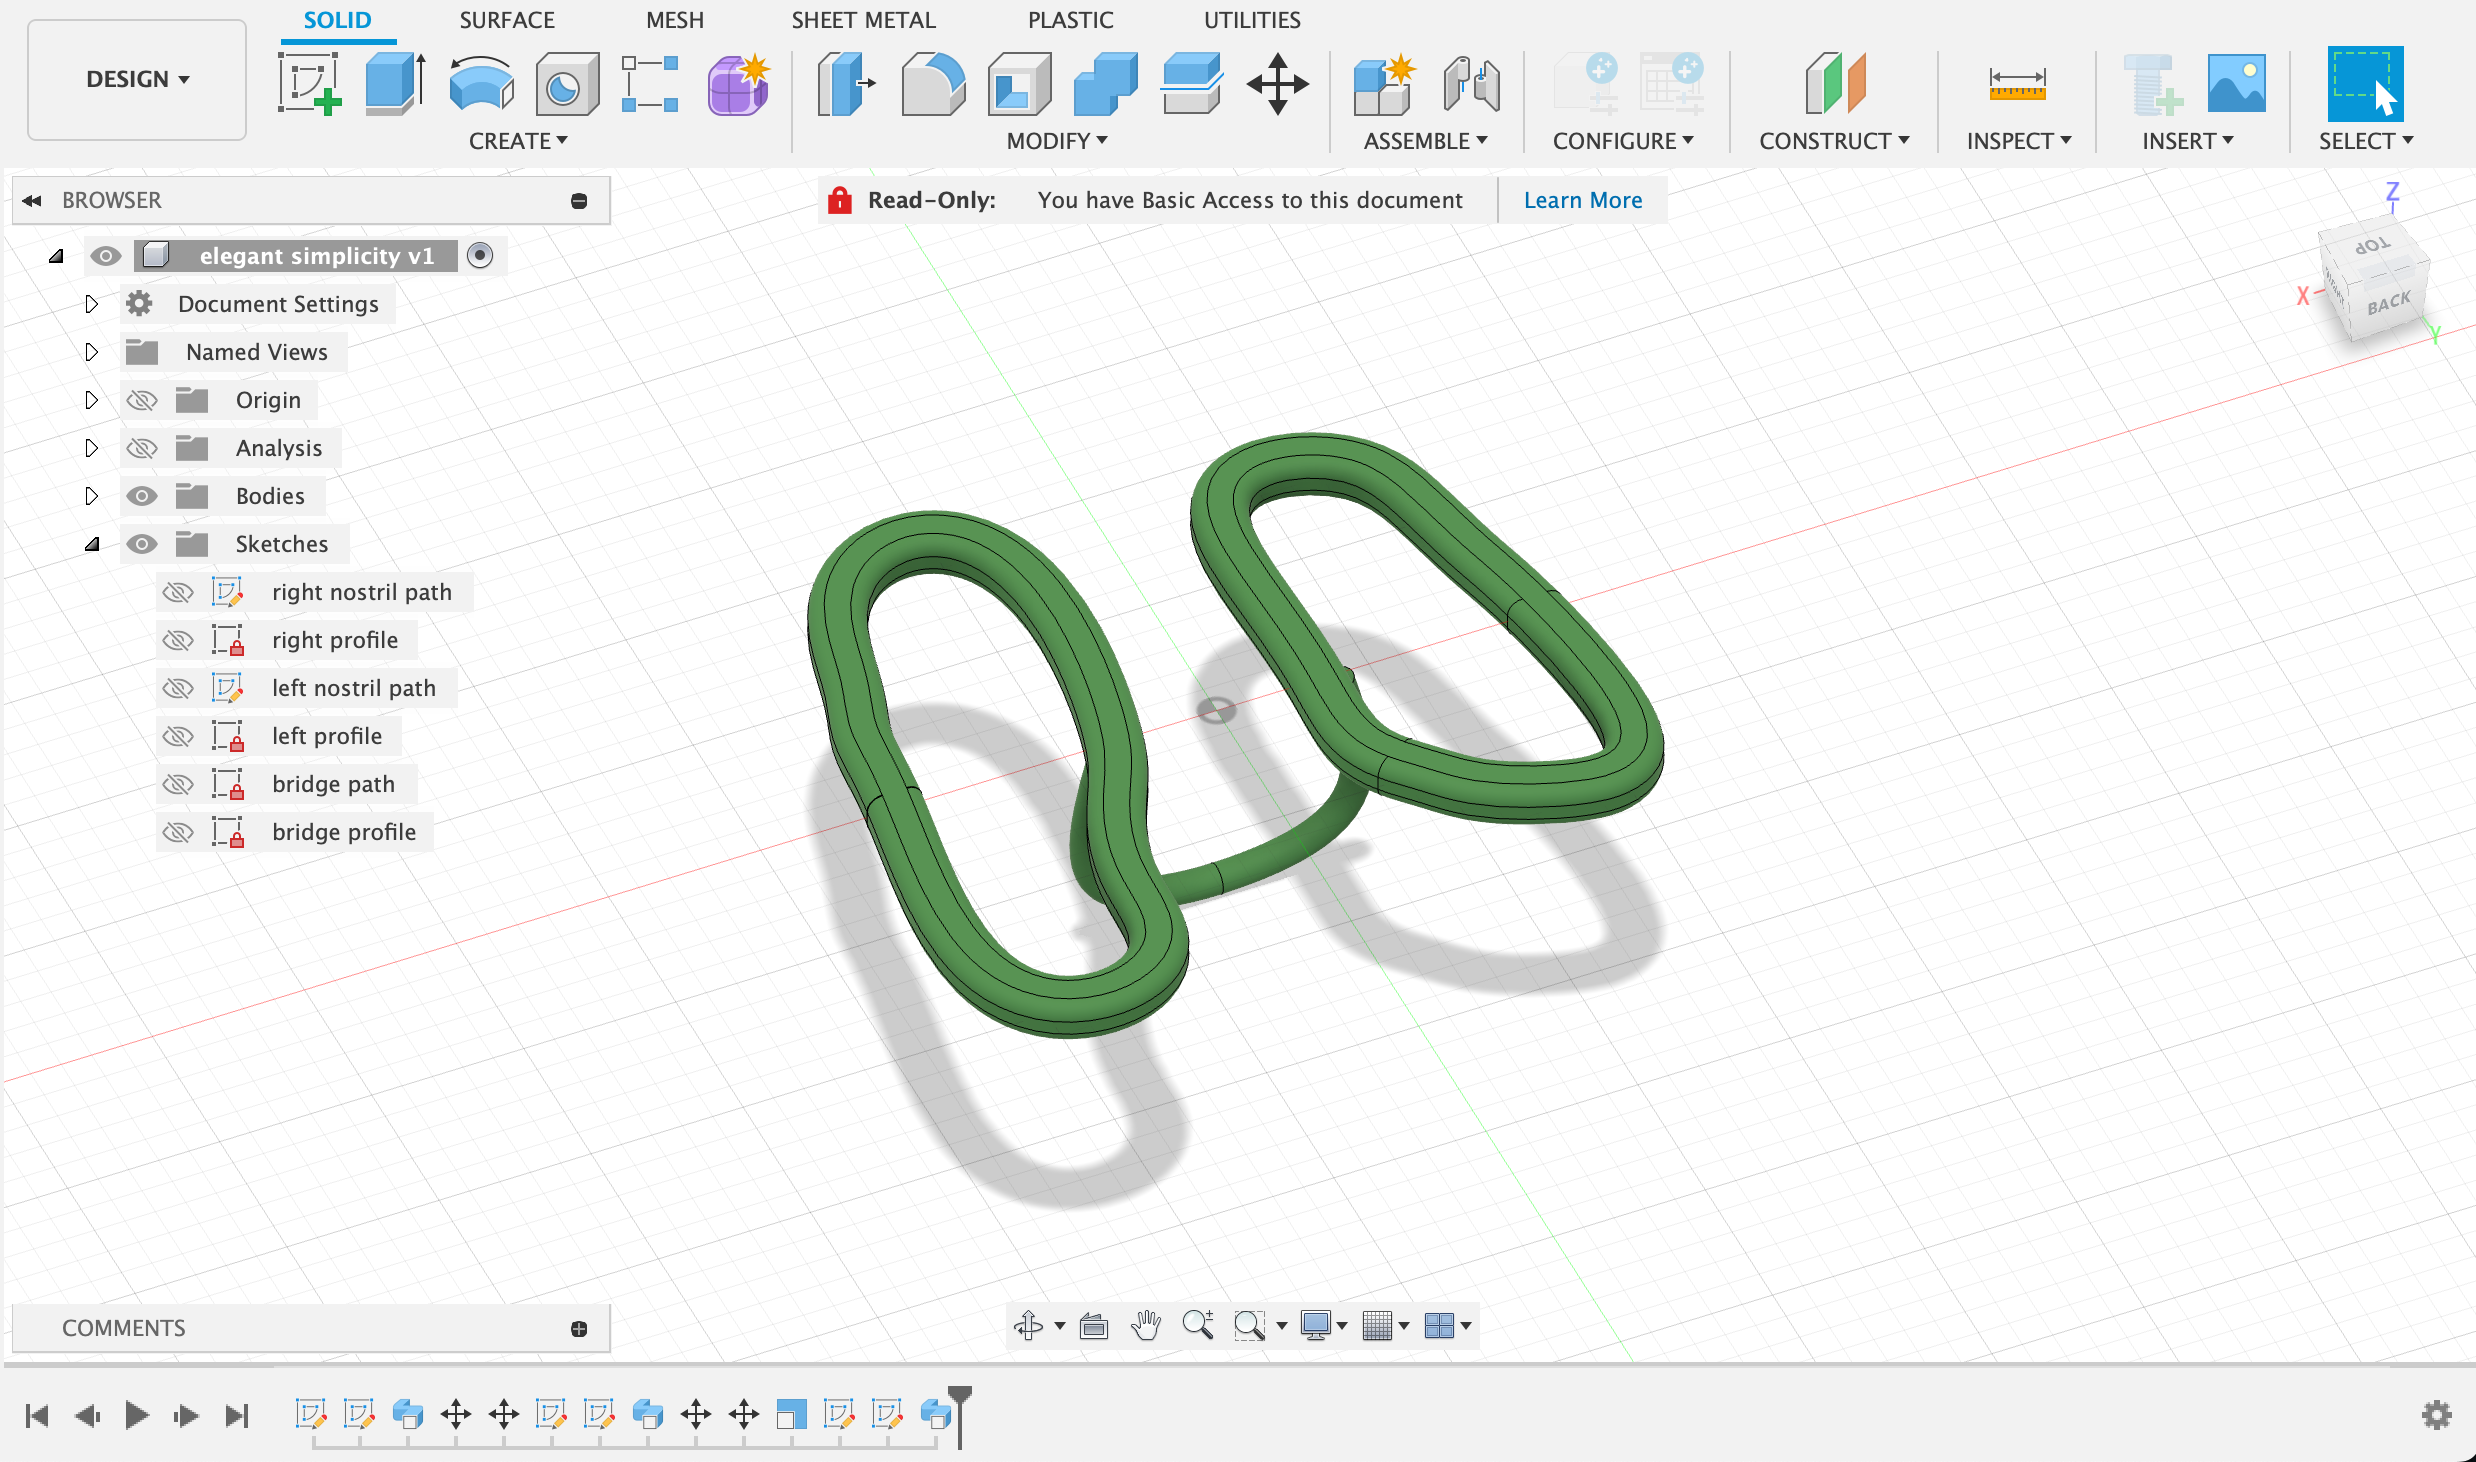 SOLID SURFACE MESH SHEET METAL PLASTIC UTILITIES
DESIGN
CREATE MODIFY ASSEMBLE CONFIGURE CONSTRUCT INSPECT INSERT SELECT
BROWSER
Read-Only: You have Basic Access to this document Learn More
elegant simplicity v1
Document Settings
Named Views
Origin
Analysis
Bodies
Sketches
right nostril path
right profile
left nostril path
left profile
bridge path
bridge profile
Z
TOP
X
BACK
Y
COMMENTS